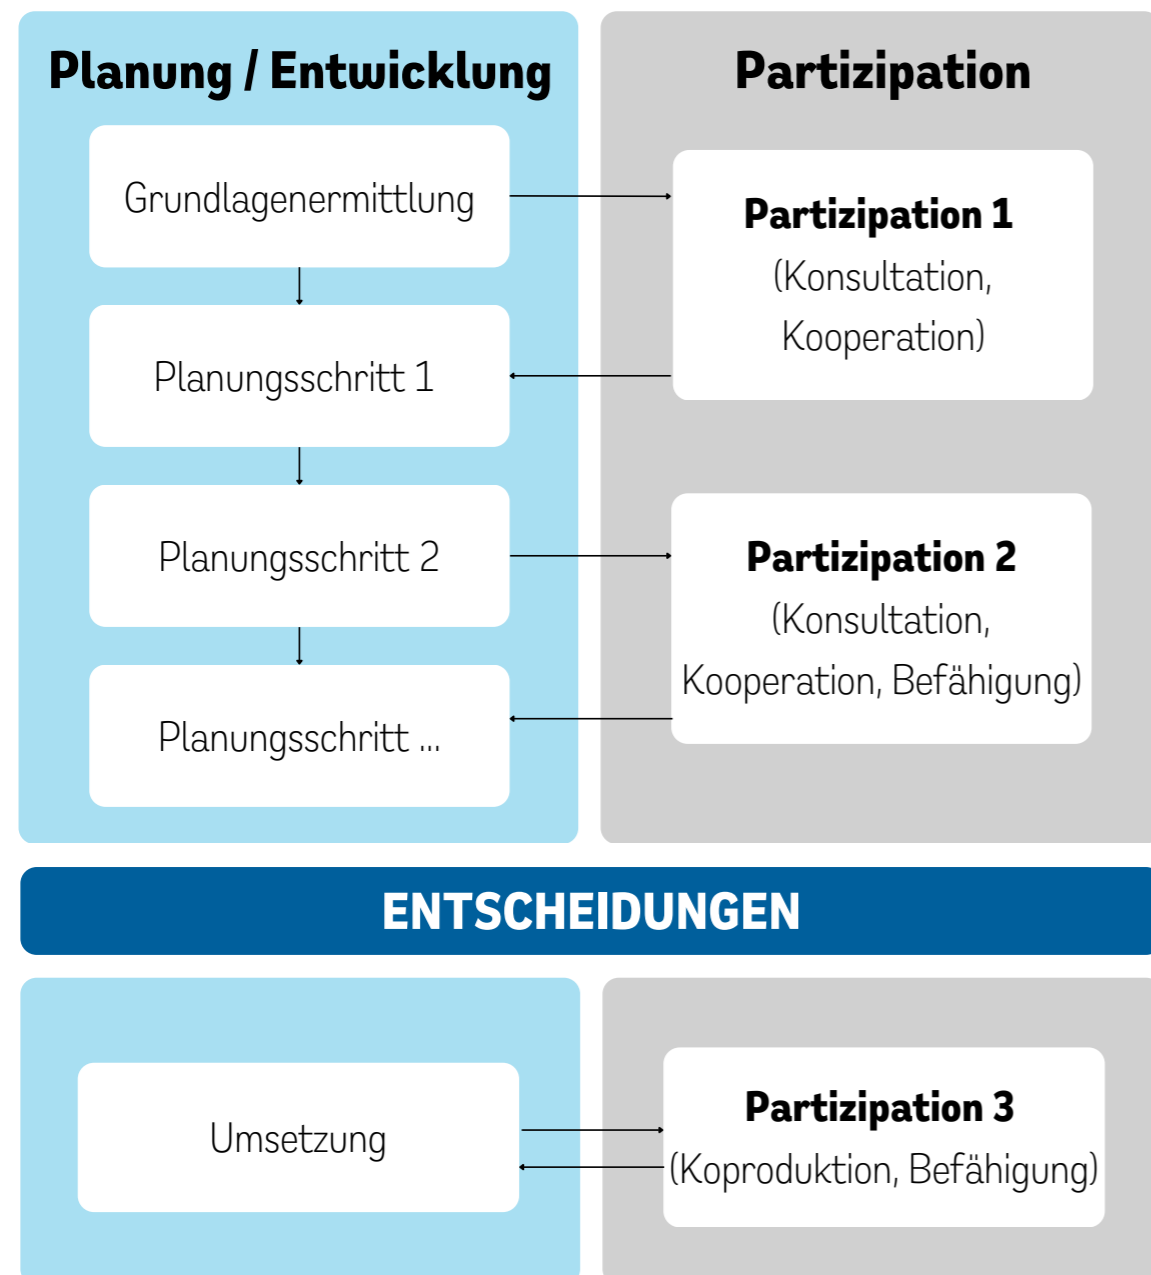 Planung / Entwicklung
Grundlagenermittlung
Planungsschritt 1
Planungsschritt 2
Planungsschritt ...
Partizipation
Partizipation 1
(Konsultation,
Kooperation)
Partizipation 2
(Konsultation,
Kooperation, Befähigung)
ENTSCHEIDUNGEN
Umsetzung
Partizipation 3
(Koproduktion, Befähigung)